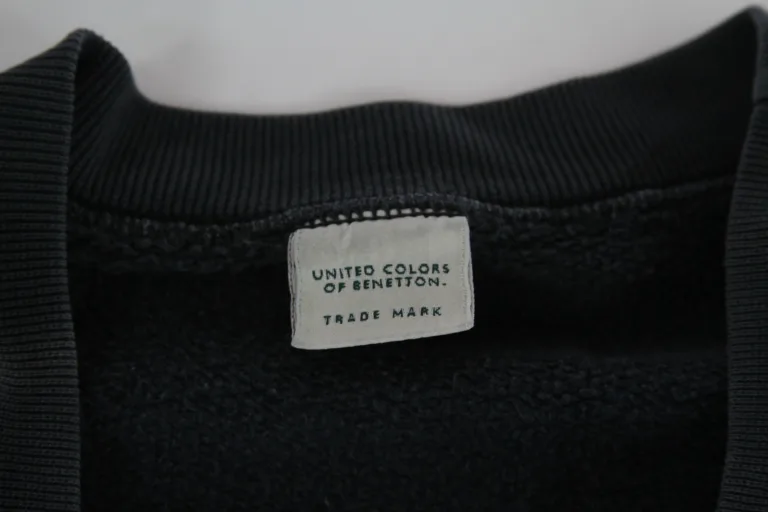 UNITED COLORS
OF BENETTON.
TRADE MARK